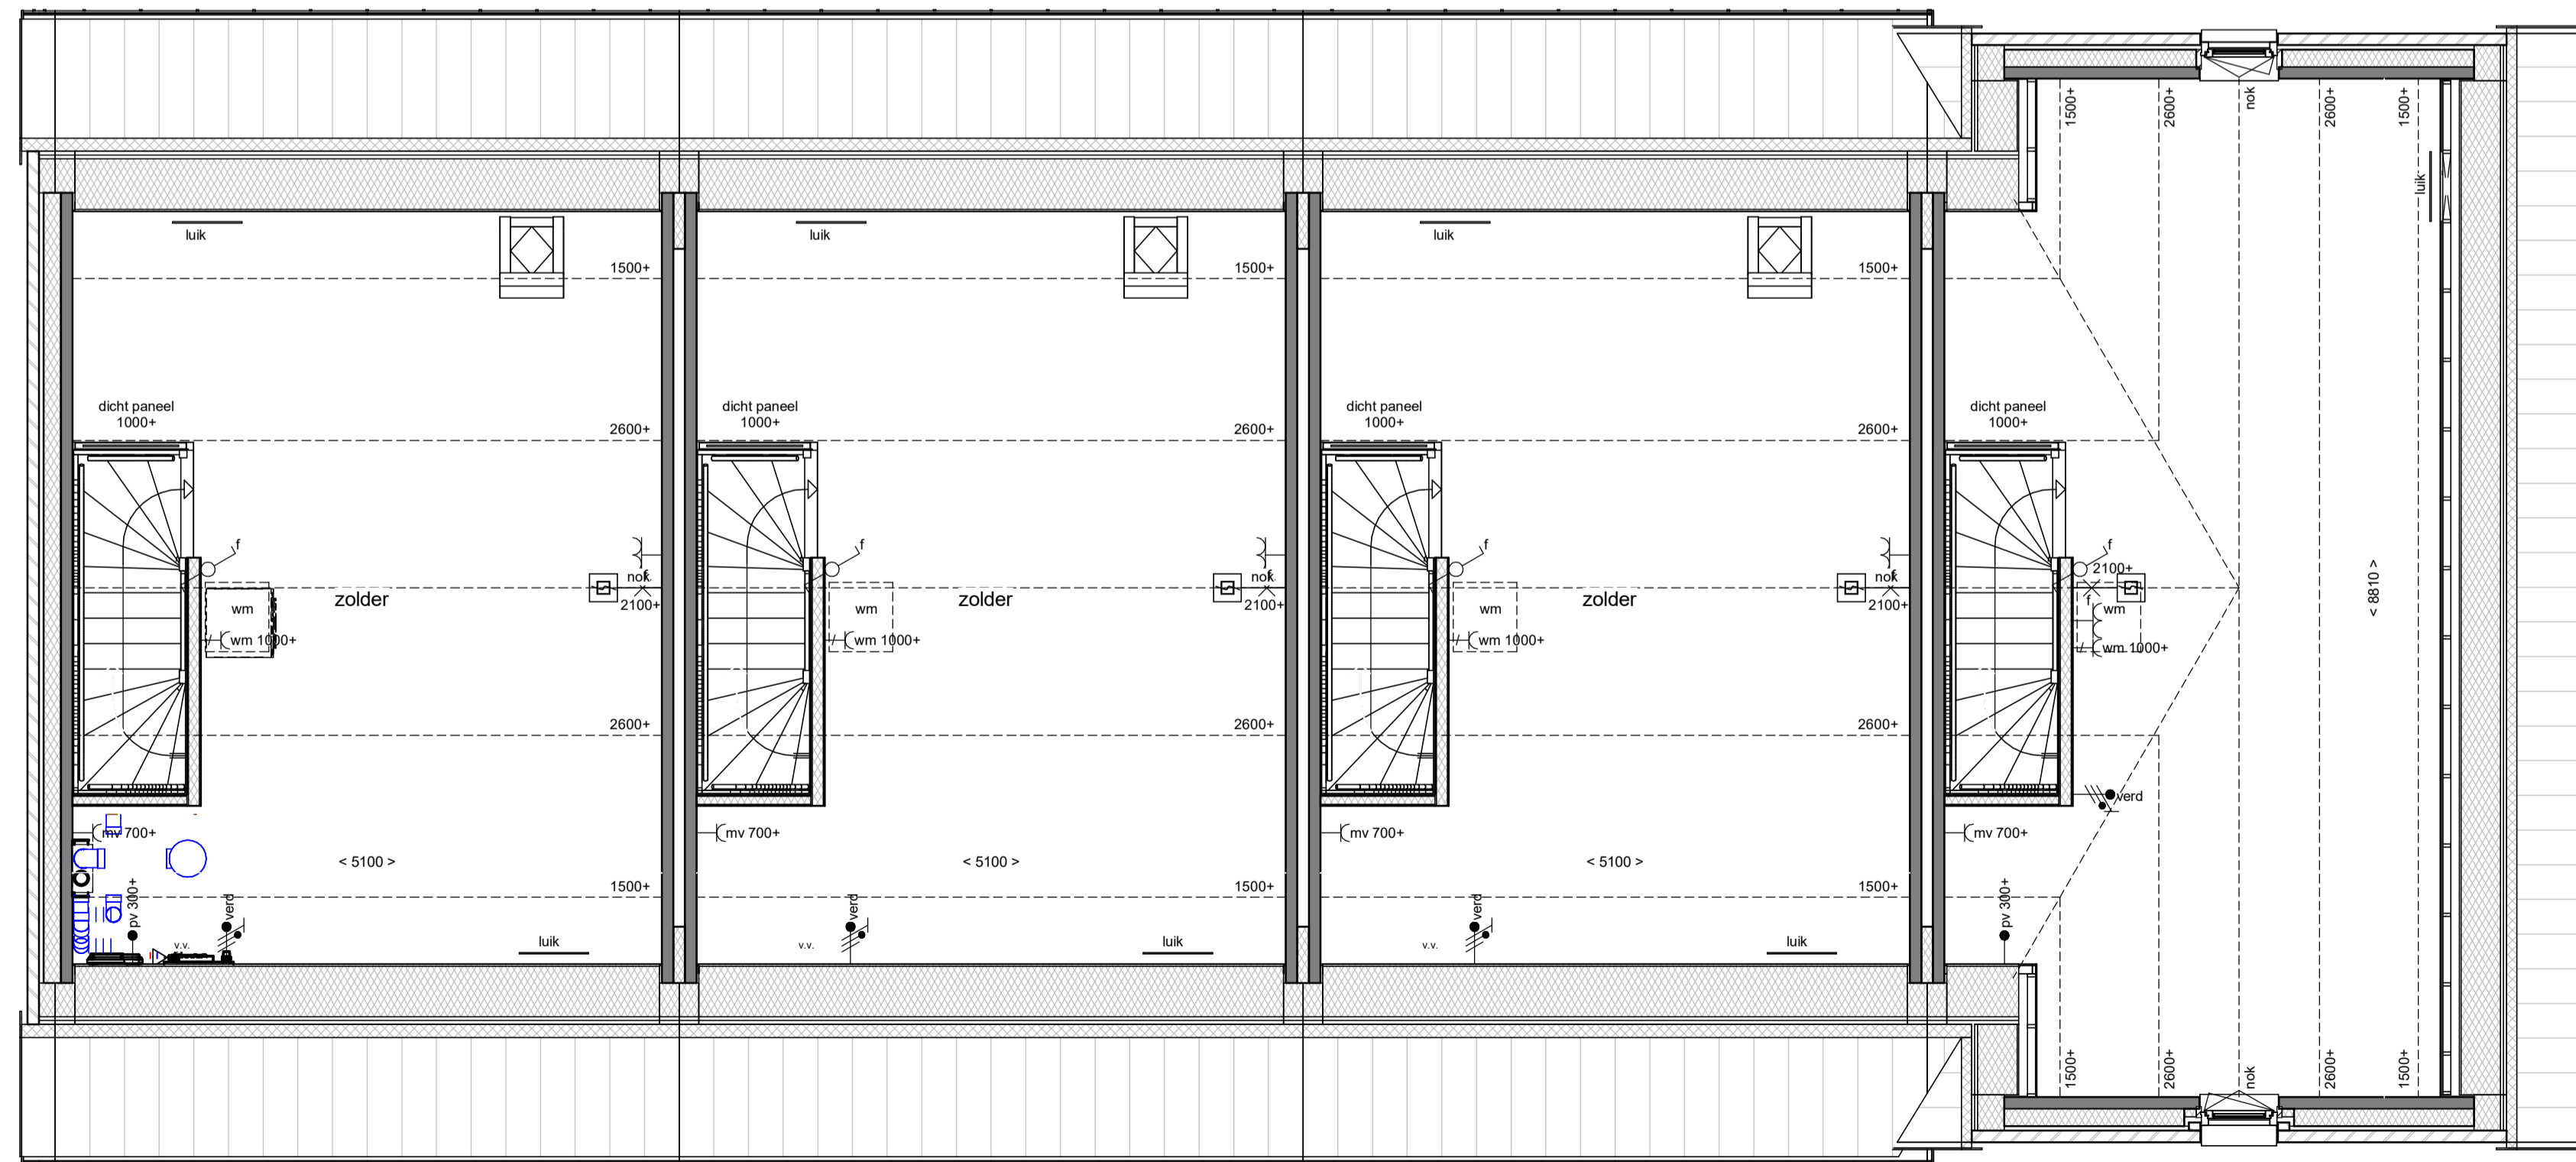 1500+
2600+
nok
2600+
1500+
luik
luik
luik
luik
1500+
1500+
1500+
dicht paneel
1000+
dicht paneel
1000+
dicht paneel
1000+
dicht paneel
1000+
2600+
2600+
2600+
f
f
f
f
nok
2100+
nok
2100+
nok
2100+
2100+
f
zolder
zolder
zolder
wm
wm 1000+
wm
wm 1000+
wm
wm 1000+
wm
wm 1000+
< 8810 >
2600+
2600+
2600+
verd
mv 700+
mv 700+
mv 700+
mv 700+
< 5100 >
< 5100 >
< 5100 >
1500+
1500+
1500+
pv 300+
verd
verd
verd
pv 300+
v.v.
v.v.
v.v.
luik
luik
luik
1500+
2600+
nok
2600+
1500+